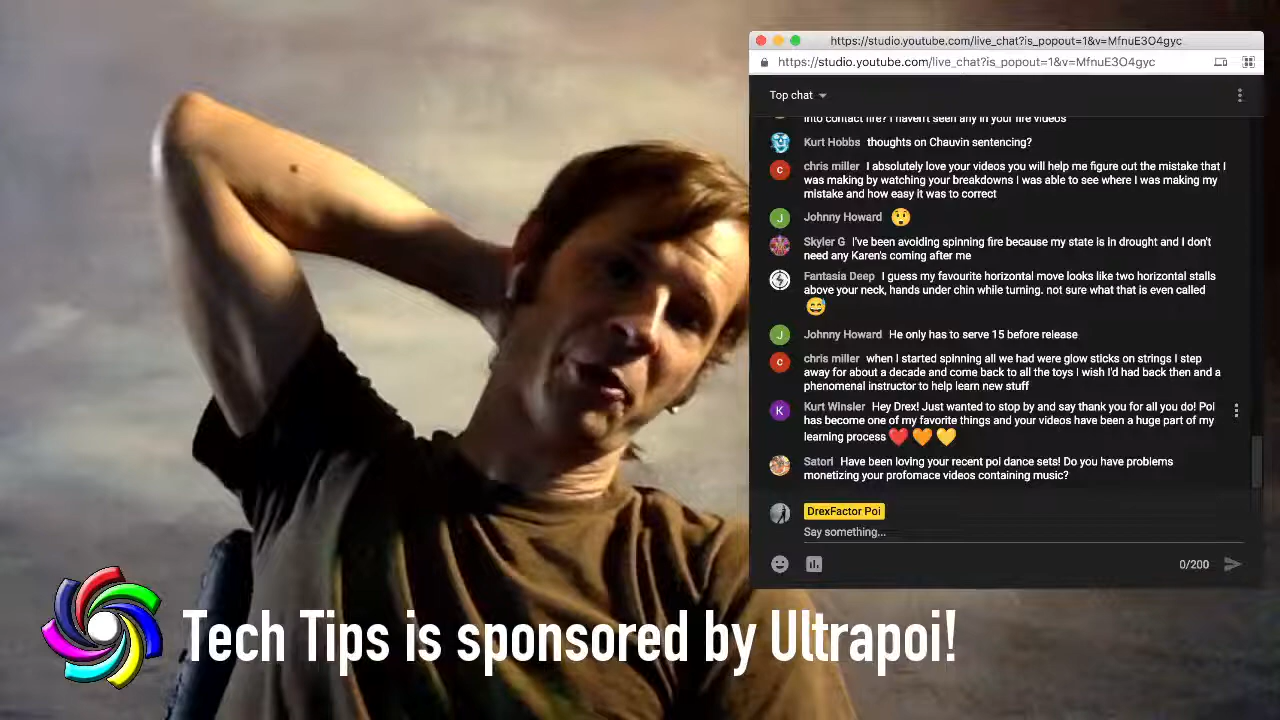 https://studio.youtube.com/live_chat?is_popout=1&v=MfnuE3O4gyc
https://studio.youtube.com/live_chat?is_popout=1&v=MfnuE3O4gyc
Top chat
into contact fire? I haven't seen any in your fire videos
Kurt Hobbs thoughts on Chauvin sentencing?
chris miller I absolutely love your videos you will help me figure out the mistake that I
was making by watching your breakdowns I was able to see where I was making my
mistake and how easy it was to correct
Johnny Howard 😲
Skyler G I've been avoiding spinning fire because my state is in drought and I don't
need any Karen's coming after me
Fantasia Deep I guess my favourite horizontal move looks like two horizontal stalls
above your neck, hands under chin while turning. not sure what that is even called
😅
Johnny Howard He only has to serve 15 before release
chris miller when I started spinning all we had were glow sticks on strings I step
away for about a decade and come back to all the toys I wish I'd had back then and a
phenomenal instructor to help learn new stuff
Kurt Winsler Hey Drex! Just wanted to stop by and say thank you for all you do! Poi
has become one of my favorite things and your videos have been a huge part of my
learning process ❤️🧡💛
Satori Have been loving your recent poi dance sets! Do you have problems
monetizing your profomace videos containing music?
DrexFactor Poi
Say something...
0/200
Tech Tips is sponsored by Ultrapoi!